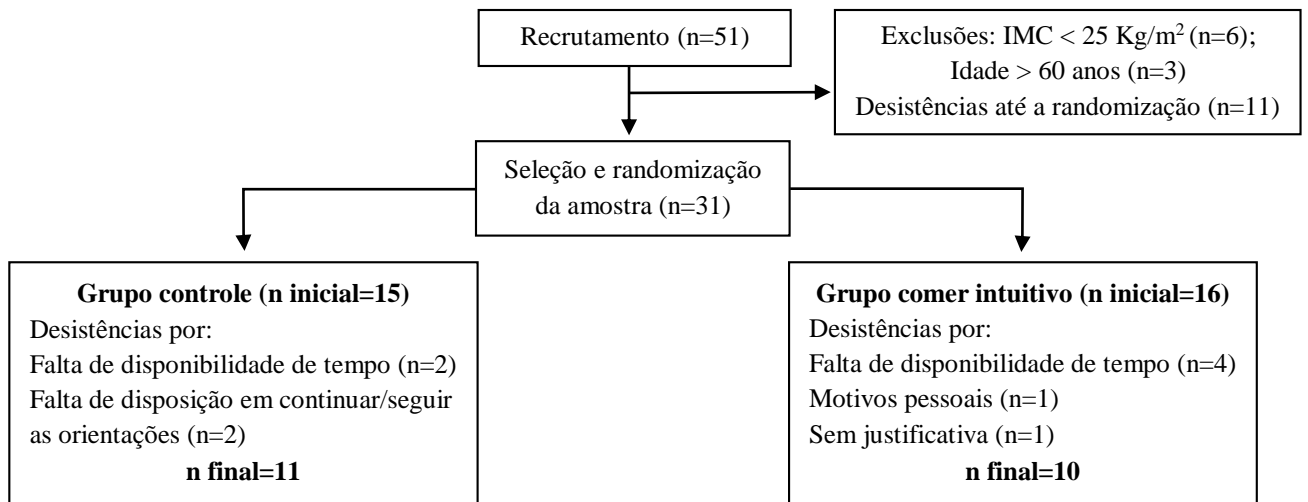 Recrutamento (n=51)
Exclusões: IMC < 25 Kg/m² (n=6);
Idade > 60 anos (n=3)
Desistências até a randomização (n=11)
Seleção e randomização
da amostra (n=31)
Grupo controle (n inicial=15)
Desistências por:
Falta de disponibilidade de tempo (n=2)
Falta de disposição em continuar/seguir
as orientações (n=2)
n final=11
Grupo comer intuitivo (n inicial=16)
Desistências por:
Falta de disponibilidade de tempo (n=4)
Motivos pessoais (n=1)
Sem justificativa (n=1)
n final=10